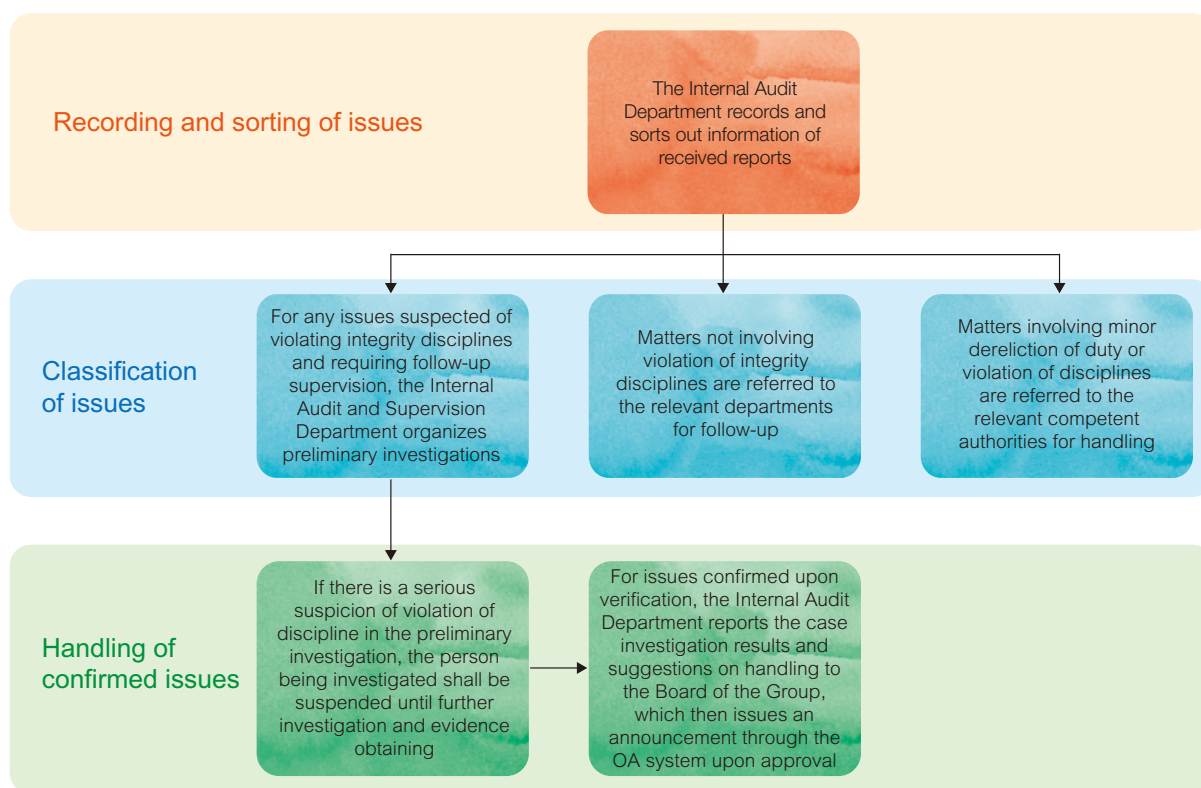 Recording and sorting of issues
The Internal Audit
Department records and
sorts out information of
received reports
Classification
of issues
For any issues suspected of
violating integrity disciplines
and requiring follow-up
supervision, the Internal
Audit and Supervision
Department organizes
preliminary investigations
Matters not involving
violation of integrity
disciplines are referred to
the relevant departments
for follow-up
Matters involving minor
dereliction of duty or
violation of disciplines
are referred to the
relevant competent
authorities for handling
Handling of
confirmed issues
If there is a serious
suspicion of violation of
discipline in the preliminary
investigation, the person
being investigated shall be
suspended until further
investigation and evidence
obtaining
For issues confirmed upon
verification, the Internal Audit
Department reports the case
investigation results and
suggestions on handling to
the Board of the Group,
which then issues an
announcement through the
OA system upon approval